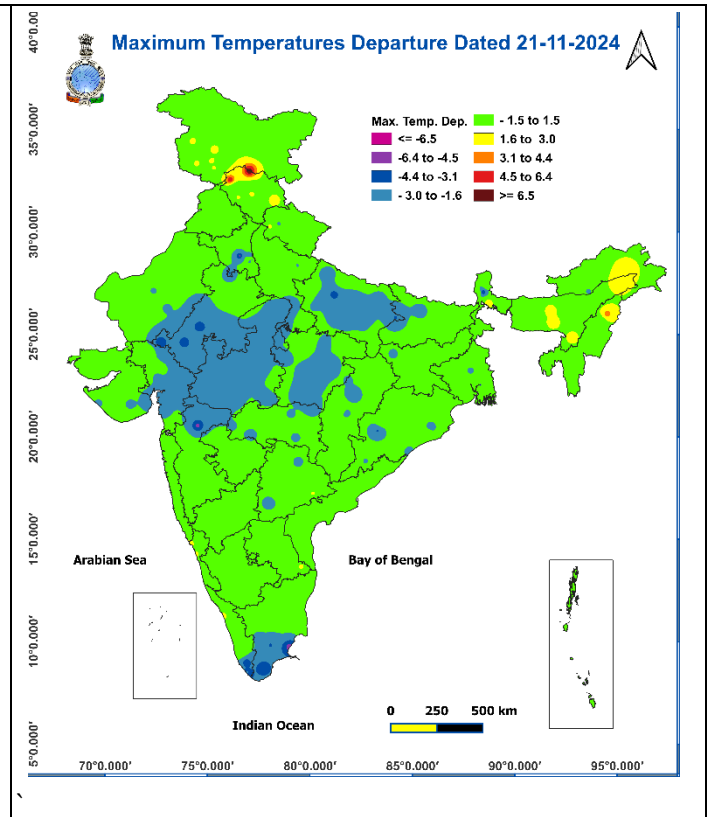 Maximum Temperatures Departure Dated 21-11-2024
Max. Temp. Dep.
<= -6.5
-6.4 to -4.5
-4.4 to -3.1
- 3.0 to -1.6
- 1.5 to 1.5
1.6 to 3.0
3.1 to 4.4
4.5 to 6.4
>= 6.5
40°0.000'
35°0.000'
30°0.000'
25°0.000'
20°0.000'
15°0.000'
10°0.000'
5°0.000'
Arabian Sea
Bay of Bengal
Indian Ocean
0 250 500 km
70°0.000' 75°0.000' 80°0.000' 85°0.000' 90°0.000' 95°0.000'
`